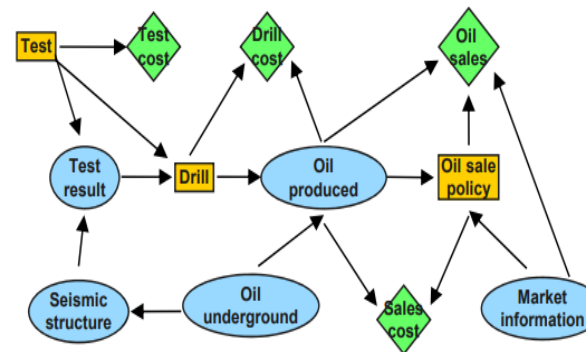 Test
Test
cost
Drill
cost
Oil
sales
Test
result
Drill
Oil
produced
Oil sale
policy
Seismic
structure
Oil
underground
Sales
cost
Market
information